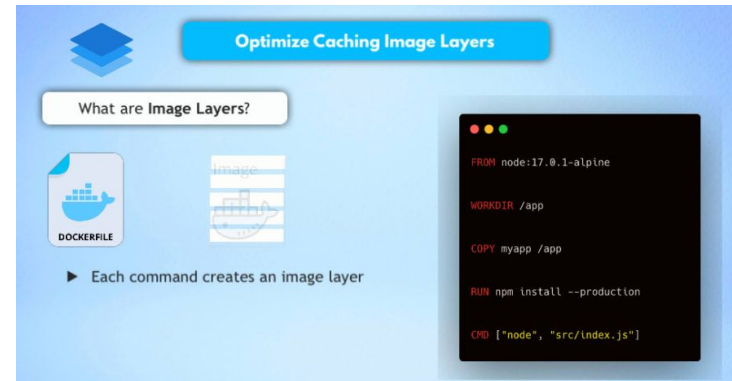 Optimize Caching Image Layers
What are Image Layers?
DOCKERFILE
Image
▶ Each command creates an image layer
FROM node:17.0.1-alpine
WORKDIR /app
COPY myapp /app
RUN npm install --production
CMD ["node", "src/index.js"]